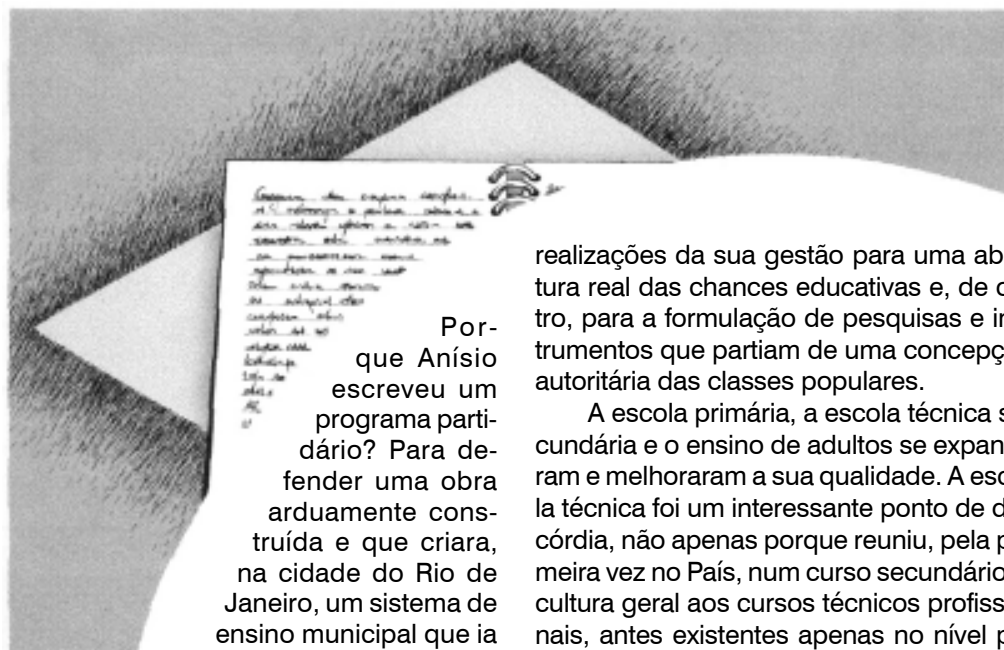 Por-
que Anísio
escreveu um
programa parti-
dário? Para de-
fender uma obra
arduamente cons-
truída e que criara,
na cidade do Rio de
Janeiro, um sistema de
ensino municipal que ia
realizações da sua gestão para uma ab
tura real das chances educativas e, de
tro, para a formulação de pesquisas e
trumentos que partiam de uma concepç
autoritária das classes populares.
A escola primária, a escola técnica s
cundária e o ensino de adultos se expan
ram e melhoraram a sua qualidade. A esc
la técnica foi um interessante ponto de d
córdia, não apenas porque reuniu, pela p
meira vez no País, num curso secundário
cultura geral aos cursos técnicos profiss
nais, antes existentes apenas no nível p